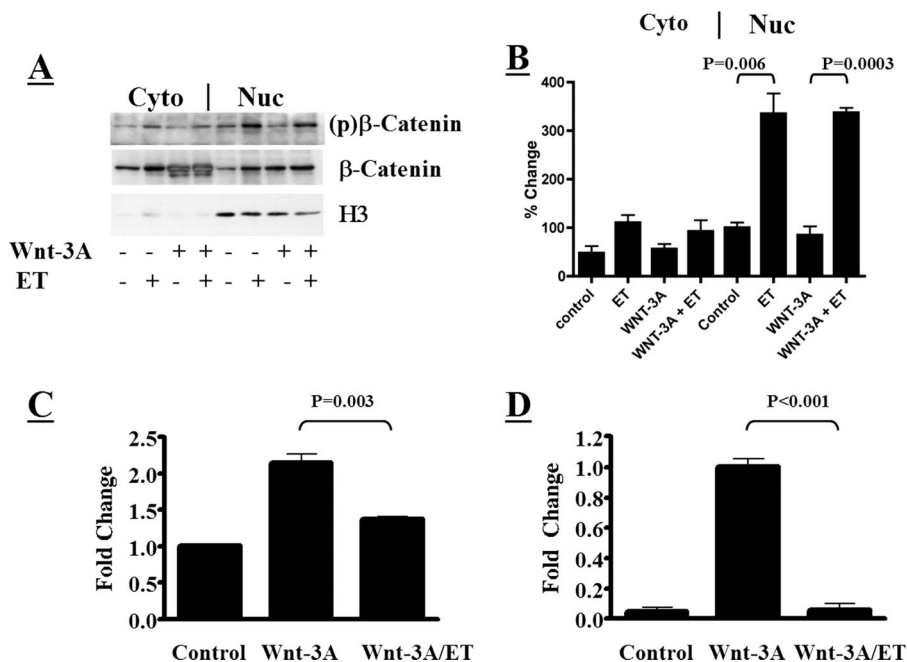 A
Cyto | Nuc
(p)β-Catenin
β-Catenin
H3
Wnt-3A - - + + - - + +
ET - + - + - + - +
Cyto | Nuc
B
P=0.006 P=0.0003
400
300
200
100
0
% Change
control ET WNT-3A WNT-3A + ET Control ET WNT-3A WNT-3A + ET
C
P=0.003
2.5
2.0
1.5
1.0
0.5
0.0
Fold Change
Control Wnt-3A Wnt-3A/ET
D
P<0.001
1.2
1.0
0.8
0.6
0.4
0.2
0.0
Fold Change
Control Wnt-3A Wnt-3A/ET